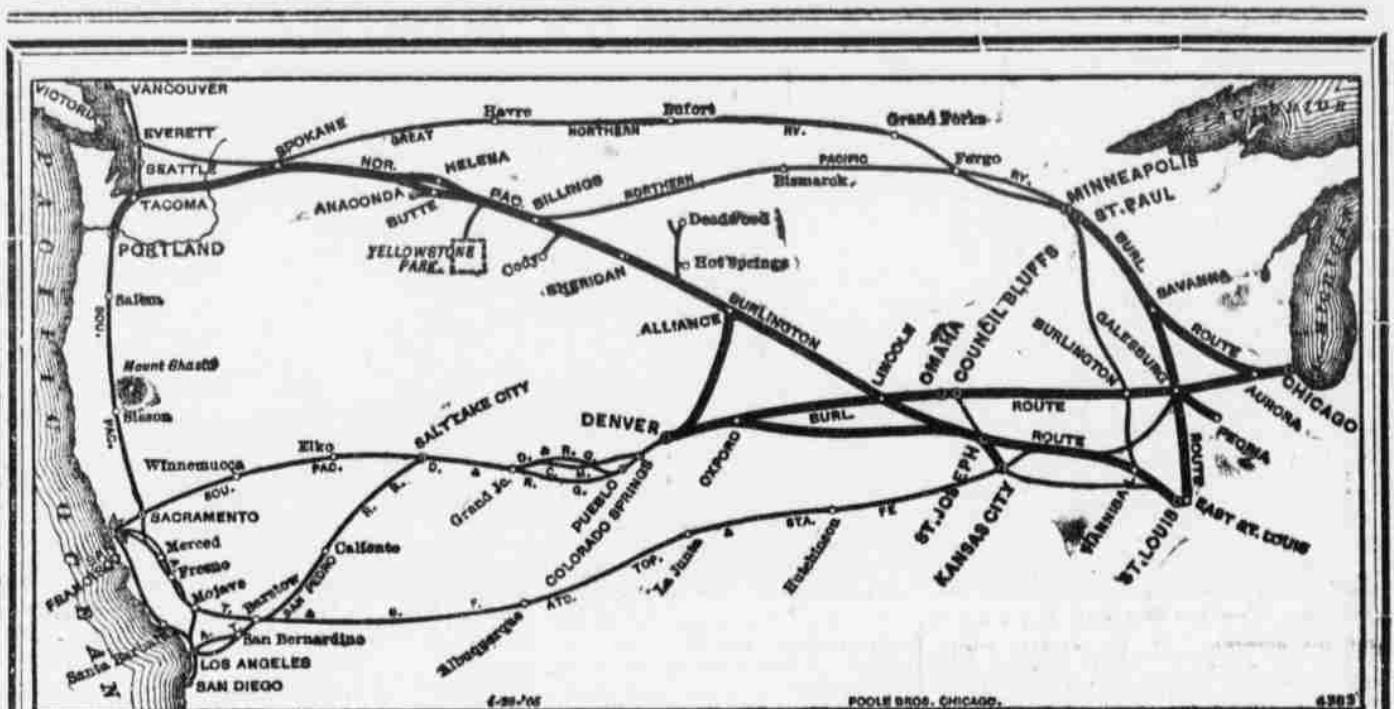 VANCOUVER
VICTORIA
EVERETT
SEATTLE
TACOMA
PORTLAND
SPOKANE
GREAT
Havre
NORTHERN
Buford
RY.
Grand Forks
NOR.
HELENA
ANACONDA
BUTTE
PAC.
BILLINGS
NORTHERN
PACIFIC
Bismarck
Fargo
RY.
MINNEAPOLIS
ST. PAUL
YELLOWSTONE
PARK.
Cody
SHERIDAN
Deadwood
Hot Springs
Salem
SOU.
Mount Shasta
Sisson
PAC.
ALLIANCE
BURLINGTON
LINCOLN
OMAHA
COUNCIL BLUFFS
BURLINGTON
GALESBURG
BURL.
SAVANNA
ROUTE
CHICAGO
AURORA
PEORIA
DENVER
OXFORD
BURL.
ROUTE
ROUTE
ROUTE
Winnemucca
SOU.
Elko
PAC.
SALT LAKE CITY
D. & R. G.
Grand Jc.
PUEBLO
COLORADO SPRINGS
SACRAMENTO
Merced
Fresno
Mojave
Barstow
Caliente
SAN PEDRO
San Bernardino
FRANCISCO
Santa Barbara
LOS ANGELES
SAN DIEGO
Albuquerque
ATC.
TOP.
&
STA.
FE
La Junta
Hutchinson
ST. JOSEPH
KANSAS CITY
HANNIBAL
ST. LOUIS
EAST ST. LOUIS
PACIFIC
OCEAN
MICHIGAN
POOLE BROS. CHICAGO.